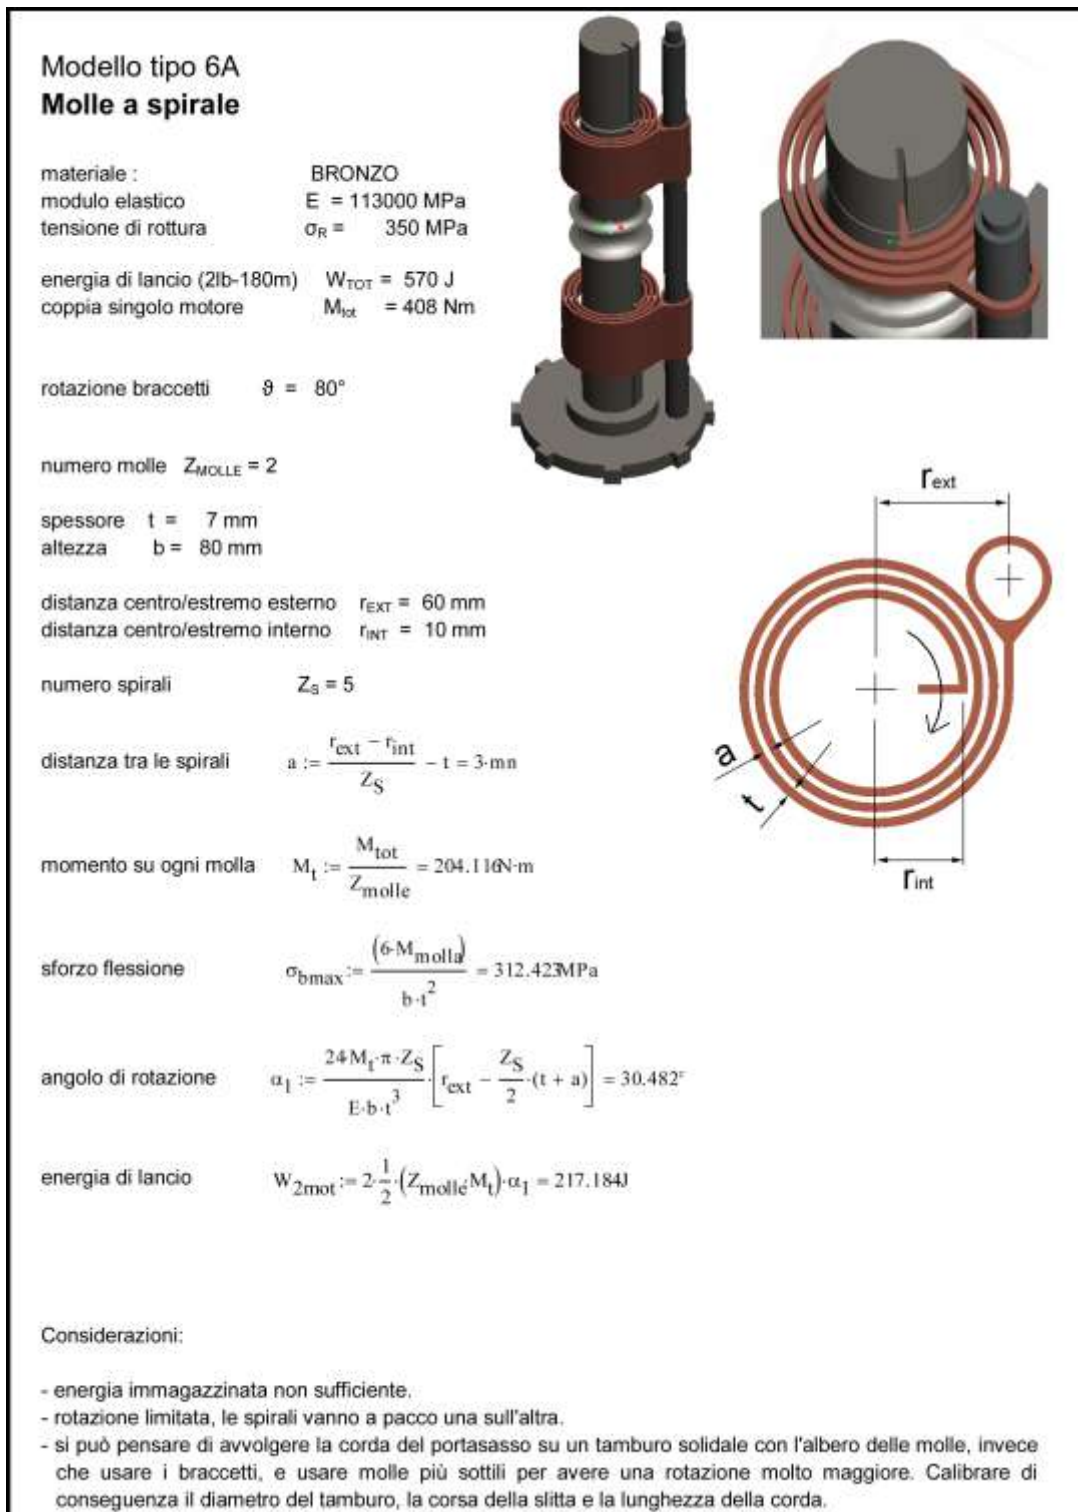 Modello tipo 6A
Molle a spirale
materiale : BRONZO
modulo elastico E = 113000 MPa
tensione di rottura σR = 350 MPa
energia di lancio (2lb-180m) WTOT = 570 J
coppia singolo motore Mtot = 408 Nm
rotazione braccetti ϑ = 80°
numero molle ZMOLLE = 2
spessore t = 7 mm
altezza b = 80 mm
distanza centro/estremo esterno rEXT = 60 mm
distanza centro/estremo interno rINT = 10 mm
numero spirali ZS = 5
distanza tra le spirali a := (rext − rint)/ZS − t = 3·mn
momento su ogni molla Mt := Mtot/Zmolle = 204.116N·m
sforzo flessione σbmax := (6·Mmolla)/(b·t²) = 312.423MPa
angolo di rotazione α1 := (24·Mt·π·ZS)/(E·b·t³)·[rext − ZS/2·(t + a)] = 30.482°
energia di lancio W2mot := 2·1/2·(Zmolle·Mt)·α1 = 217.184J
rext
a
t
rint
Considerazioni:
- energia immagazzinata non sufficiente.
- rotazione limitata, le spirali vanno a pacco una sull'altra.
- si può pensare di avvolgere la corda del portasasso su un tamburo solidale con l'albero delle molle, invece
che usare i braccetti, e usare molle più sottili per avere una rotazione molto maggiore. Calibrare di
conseguenza il diametro del tamburo, la corsa della slitta e la lunghezza della corda.